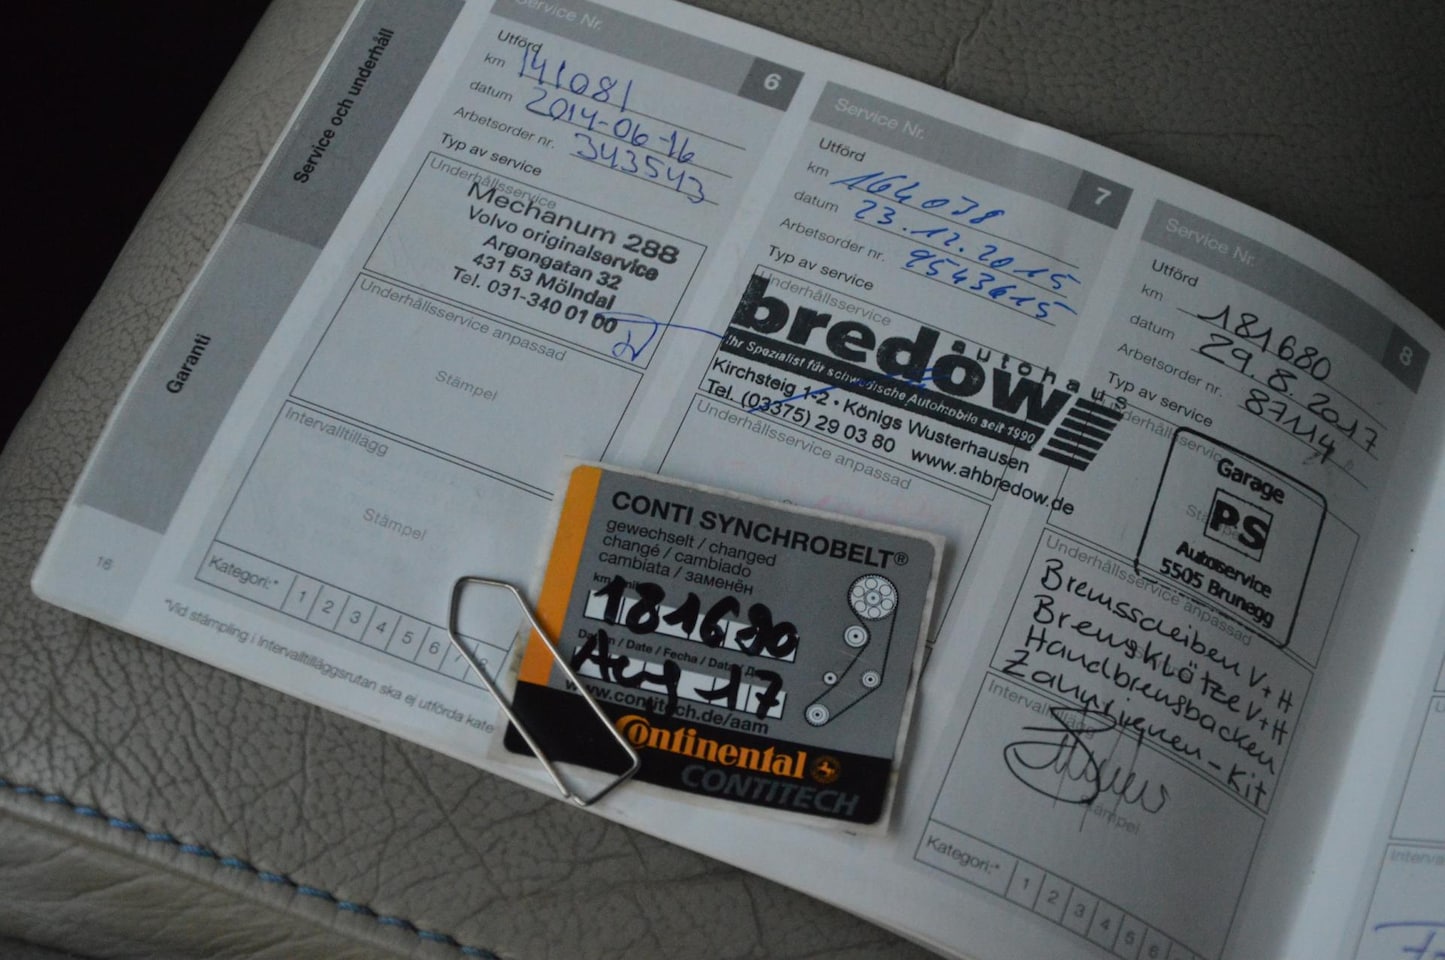 Service och underhåll
Garanti
16
Service Nr.
6
Utförd
km 141081
datum 2014-06-16
Arbetsorder nr. 343543
Typ av service
Underhållsservice
Mechanum 288
Volvo originalservice
Argongatan 32
431 53 Mölndal
Tel. 031-340 01 00
Underhållsservice anpassad
Stämpel
Intervalltillägg
Stämpel
Kategori:* 1 2 3 4 5 6 7 8
*Vid stämpling i Intervalltilläggsrutan ska ej utförda kate
Service Nr.
7
Utförd
km 164038
datum 23.12.2015
Arbetsorder nr. 9543615
Typ av service
Underhållsservice
autohaus
bredow
Ihr Spezialist für schwedische Automobile seit 1990
Kirchsteig 1-2 • Königs Wusterhausen
Tel. (03375) 29 03 80 www.ahbredow.de
Underhållsservice anpassad
CONTI SYNCHROBELT®
gewechselt / changed
changé / cambiado
cambiata / заменён
km
181680
Datum / Date / Fecha / Data
Aug -17
www.contitech.de/aam
Continental
CONTITECH
Service Nr.
8
Utförd
km 181680
datum 29.8.2017
Arbetsorder nr. 87114
Typ av service
Underhållsservice
Garage
PS
Autoservice
5505 Brunegg
Underhållsservice anpassad
Bremsscheiben V+H
Bremsklötze V+H
Handbremsbacken
Zahnriemen-Kit
Intervalltillägg
Stämpel
Kategori:* 1 2 3 4 5 6